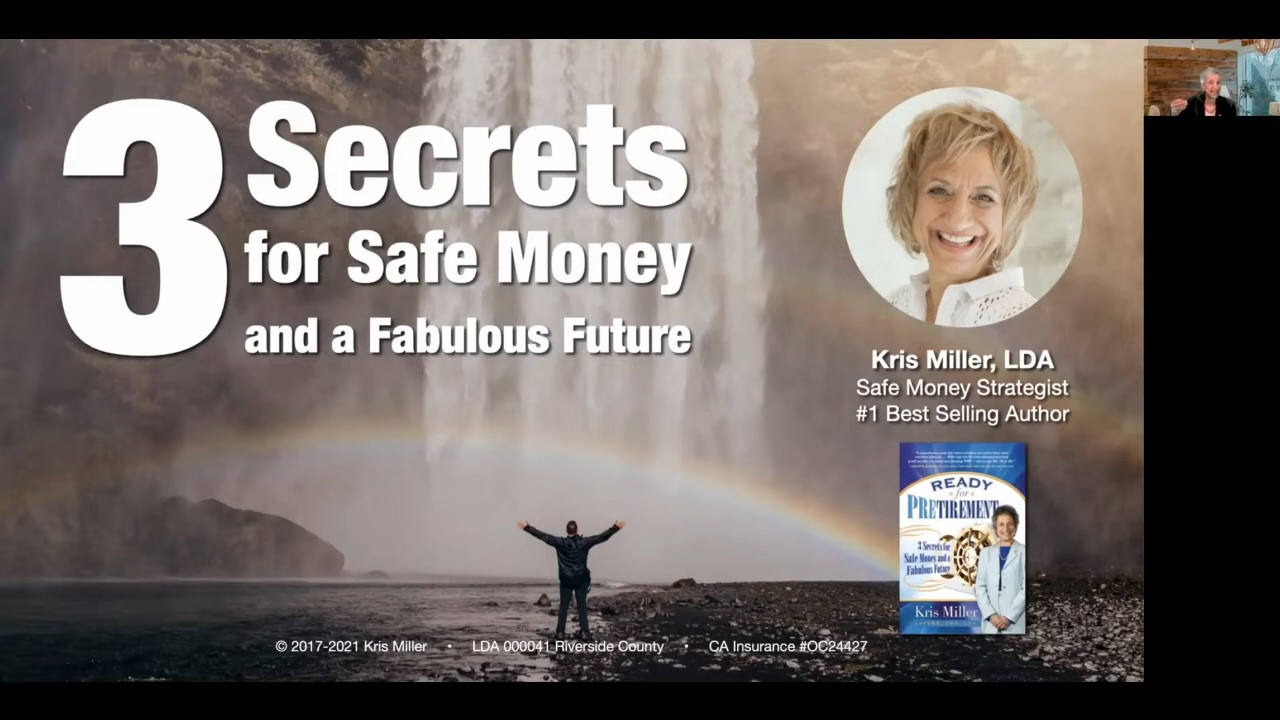 3 Secrets
for Safe Money
and a Fabulous Future
Kris Miller, LDA
Safe Money Strategist
#1 Best Selling Author
READY
for
PRETIREMENT
3 Secrets for
Safe Money and a
Fabulous Future
Kris Miller
© 2017-2021 Kris Miller • LDA 000041 Riverside County • CA Insurance #OC24427